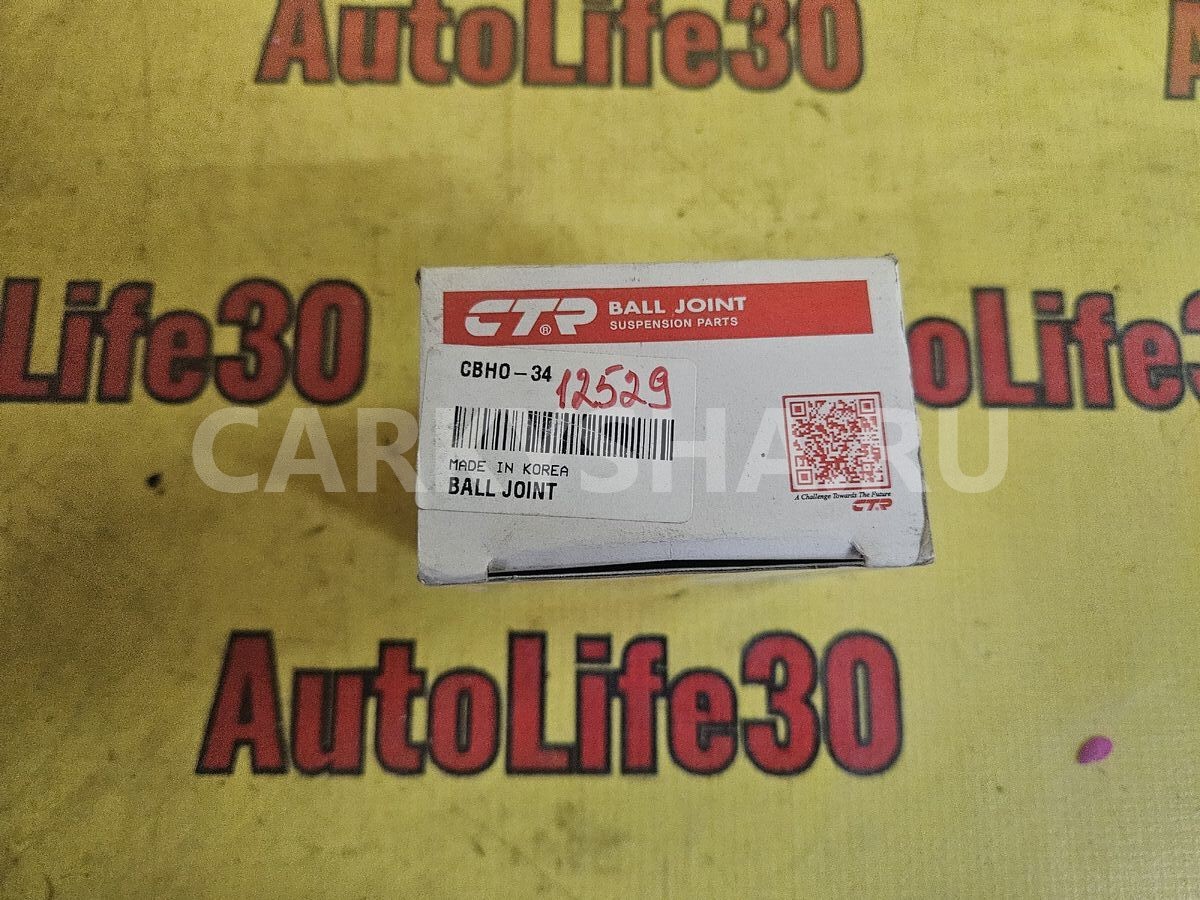 AutoLife30
Life30
oLife
CTR® BALL JOINT
SUSPENSION PARTS
CBHO-34
12529
MADE IN KOREA
BALL JOINT
A Challenge Towards The Future
CTR
AutoLife30